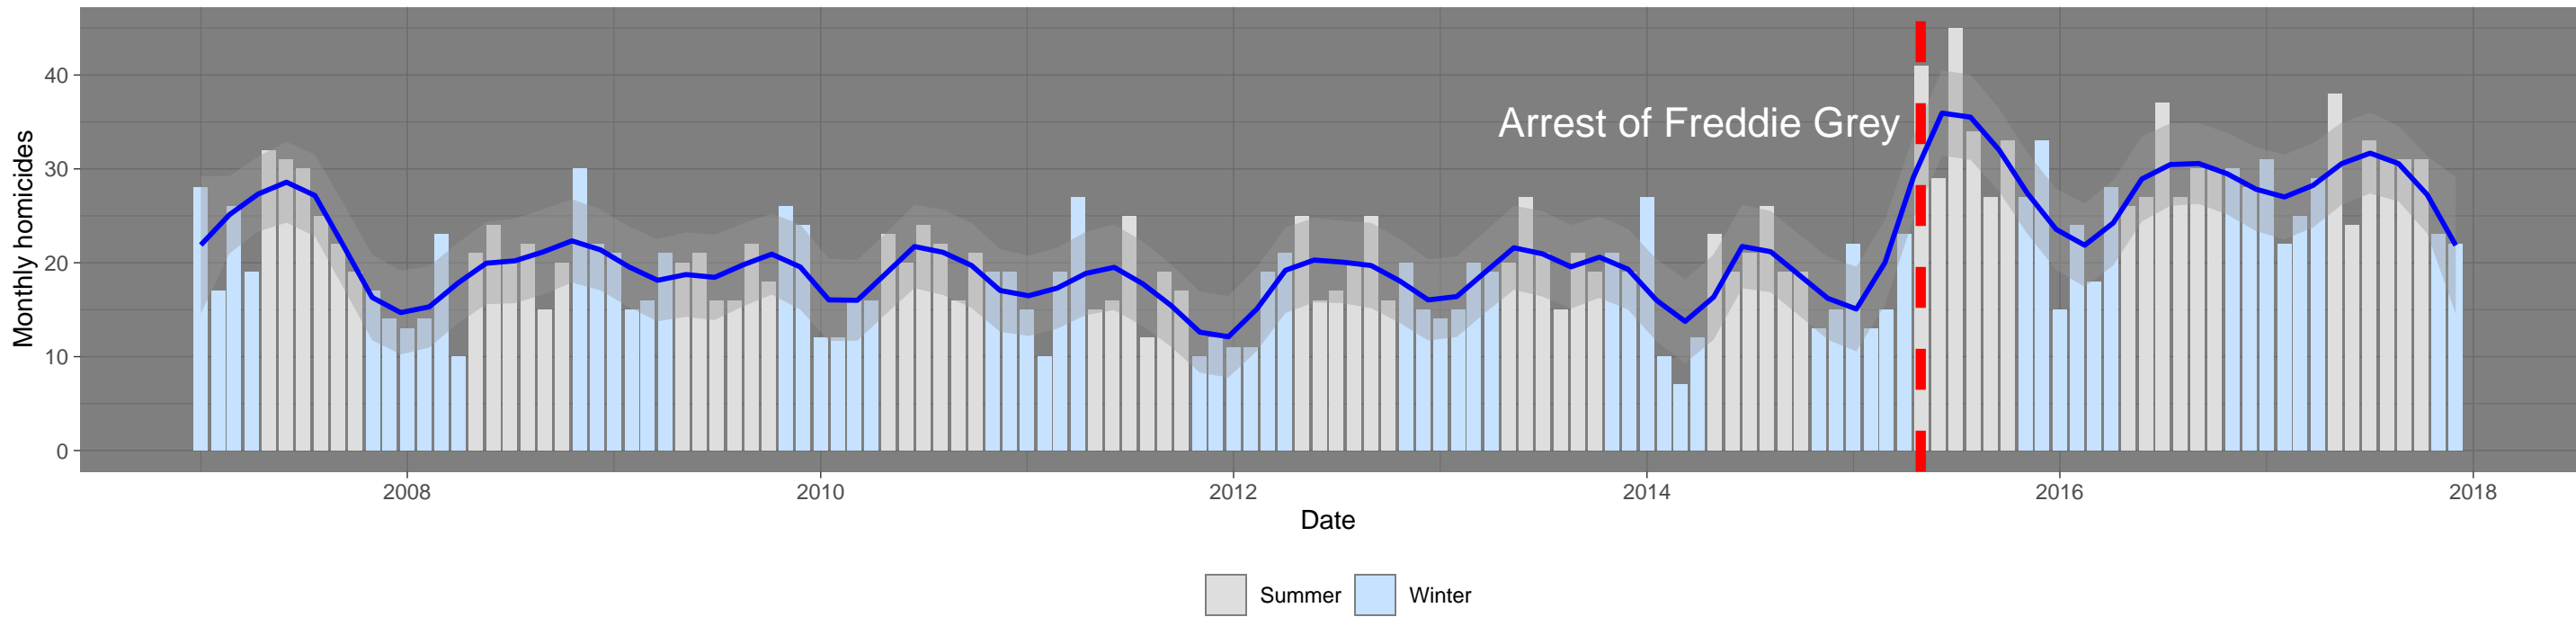 40
30
20
10
0
Monthly homicides
Arrest of Freddie Grey
2008 2010 2012 2014 2016 2018
Date
Summer Winter